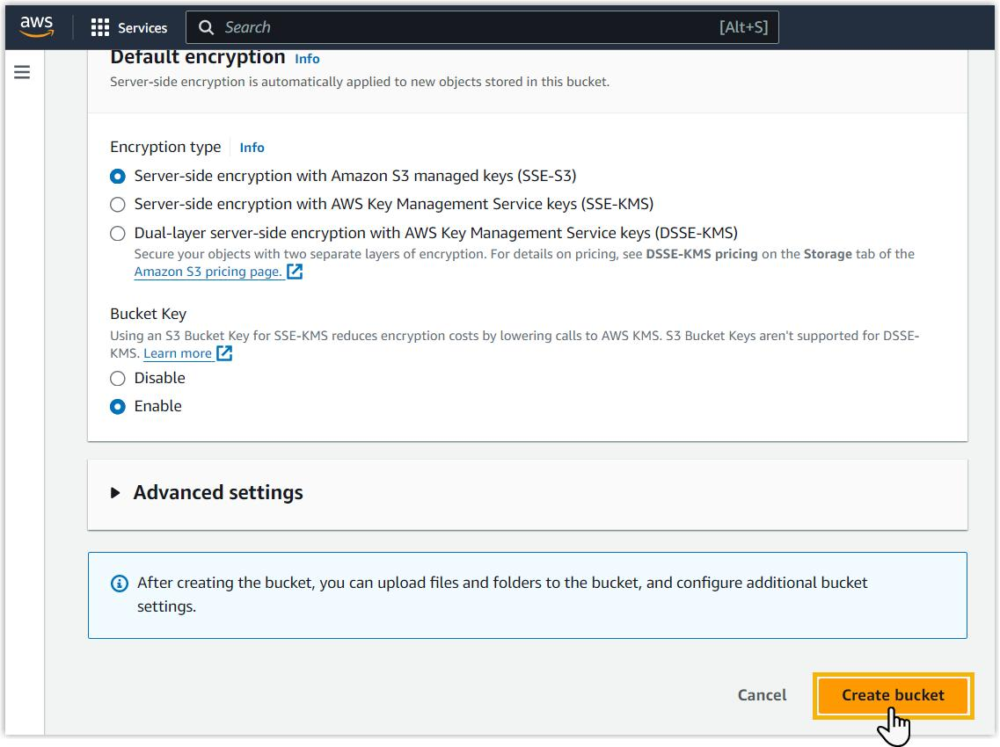 aws
Services
Search
[Alt+S]
Default encryption Info
Server-side encryption is automatically applied to new objects stored in this bucket.
Encryption type Info
Server-side encryption with Amazon S3 managed keys (SSE-S3)
Server-side encryption with AWS Key Management Service keys (SSE-KMS)
Dual-layer server-side encryption with AWS Key Management Service keys (DSSE-KMS)
Secure your objects with two separate layers of encryption. For details on pricing, see DSSE-KMS pricing on the Storage tab of the
Amazon S3 pricing page.
Bucket Key
Using an S3 Bucket Key for SSE-KMS reduces encryption costs by lowering calls to AWS KMS. S3 Bucket Keys aren't supported for DSSE-
KMS. Learn more
Disable
Enable
Advanced settings
After creating the bucket, you can upload files and folders to the bucket, and configure additional bucket
settings.
Cancel
Create bucket